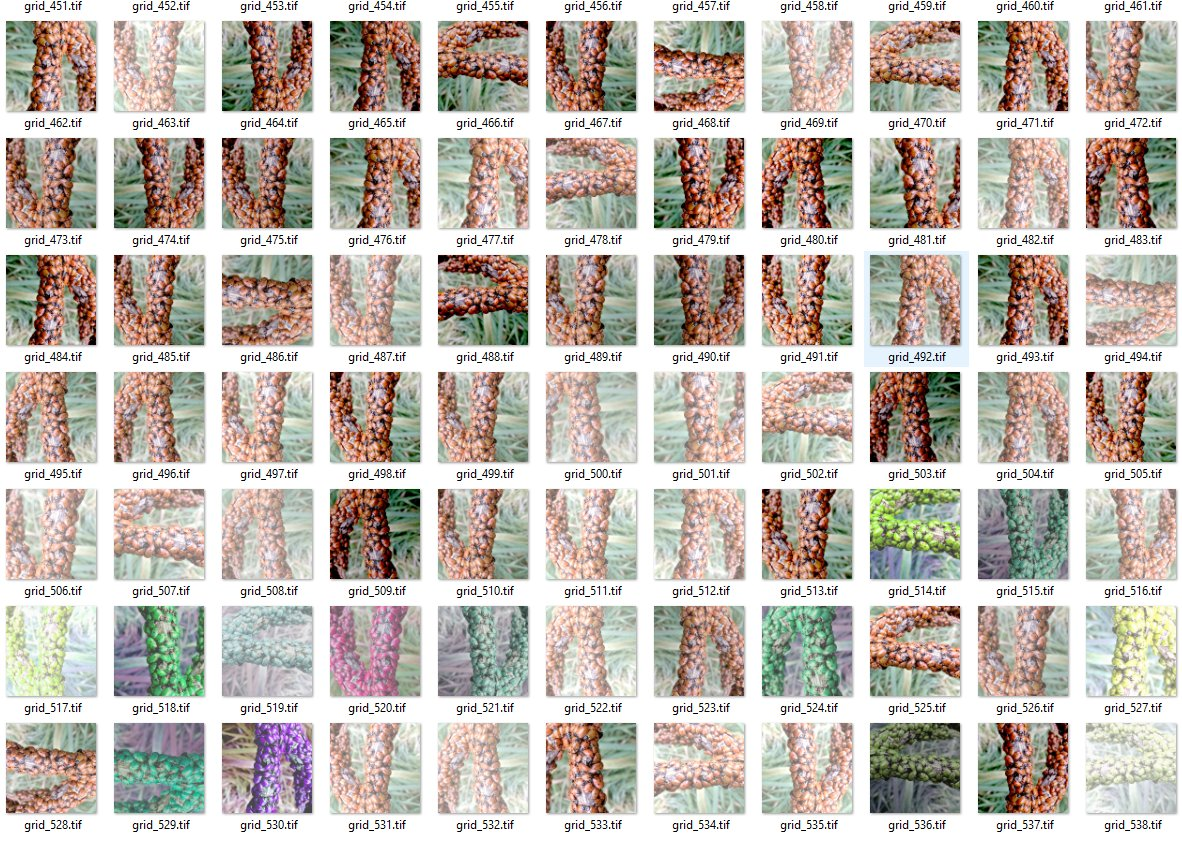 grid_451.tif grid_452.tif grid_453.tif grid_454.tif grid_455.tif grid_456.tif grid_457.tif grid_458.tif grid_459.tif grid_460.tif grid_461.tif
grid_462.tif grid_463.tif grid_464.tif grid_465.tif grid_466.tif grid_467.tif grid_468.tif grid_469.tif grid_470.tif grid_471.tif grid_472.tif
grid_473.tif grid_474.tif grid_475.tif grid_476.tif grid_477.tif grid_478.tif grid_479.tif grid_480.tif grid_481.tif grid_482.tif grid_483.tif
grid_484.tif grid_485.tif grid_486.tif grid_487.tif grid_488.tif grid_489.tif grid_490.tif grid_491.tif grid_492.tif grid_493.tif grid_494.tif
grid_495.tif grid_496.tif grid_497.tif grid_498.tif grid_499.tif grid_500.tif grid_501.tif grid_502.tif grid_503.tif grid_504.tif grid_505.tif
grid_506.tif grid_507.tif grid_508.tif grid_509.tif grid_510.tif grid_511.tif grid_512.tif grid_513.tif grid_514.tif grid_515.tif grid_516.tif
grid_517.tif grid_518.tif grid_519.tif grid_520.tif grid_521.tif grid_522.tif grid_523.tif grid_524.tif grid_525.tif grid_526.tif grid_527.tif
grid_528.tif grid_529.tif grid_530.tif grid_531.tif grid_532.tif grid_533.tif grid_534.tif grid_535.tif grid_536.tif grid_537.tif grid_538.tif